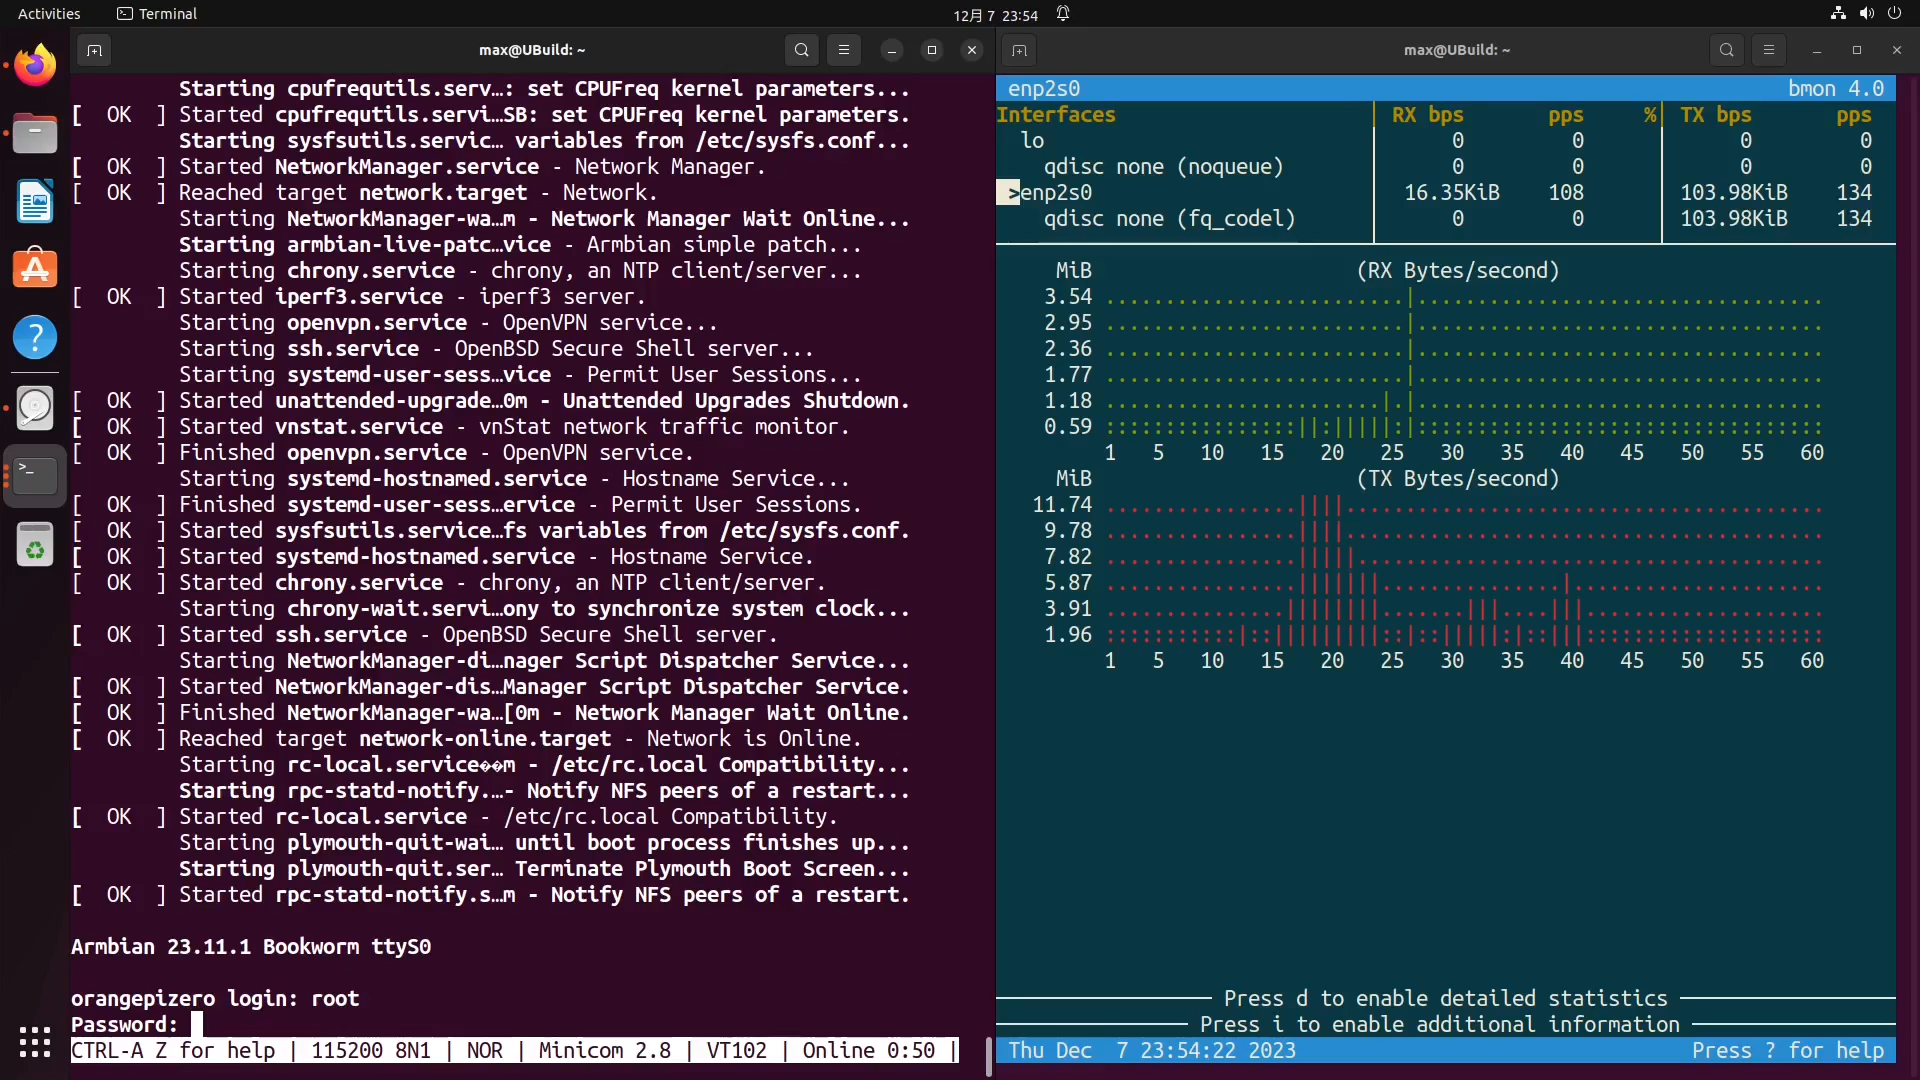 Activities
Terminal
12月 7 23:54
max@UBuild: ~
Starting cpufrequtils.serv…: set CPUFreq kernel parameters...
[ OK ] Started cpufrequtils.servi…SB: set CPUFreq kernel parameters.
Starting sysfsutils.servic… variables from /etc/sysfs.conf...
[ OK ] Started NetworkManager.service - Network Manager.
[ OK ] Reached target network.target - Network.
Starting NetworkManager-wa…m - Network Manager Wait Online...
Starting armbian-live-patc…vice - Armbian simple patch...
Starting chrony.service - chrony, an NTP client/server...
[ OK ] Started iperf3.service - iperf3 server.
Starting openvpn.service - OpenVPN service...
Starting ssh.service - OpenBSD Secure Shell server...
Starting systemd-user-sess…vice - Permit User Sessions...
[ OK ] Started unattended-upgrade…0m - Unattended Upgrades Shutdown.
[ OK ] Started vnstat.service - vnStat network traffic monitor.
[ OK ] Finished openvpn.service - OpenVPN service.
Starting systemd-hostnamed.service - Hostname Service...
[ OK ] Finished systemd-user-sess…ervice - Permit User Sessions.
[ OK ] Started sysfsutils.service…fs variables from /etc/sysfs.conf.
[ OK ] Started systemd-hostnamed.service - Hostname Service.
[ OK ] Started chrony.service - chrony, an NTP client/server.
Starting chrony-wait.servi…ony to synchronize system clock...
[ OK ] Started ssh.service - OpenBSD Secure Shell server.
Starting NetworkManager-di…nager Script Dispatcher Service...
[ OK ] Started NetworkManager-dis…Manager Script Dispatcher Service.
[ OK ] Finished NetworkManager-wa…[0m - Network Manager Wait Online.
[ OK ] Reached target network-online.target - Network is Online.
Starting rc-local.service��m - /etc/rc.local Compatibility...
Starting rpc-statd-notify.…- Notify NFS peers of a restart...
[ OK ] Started rc-local.service - /etc/rc.local Compatibility.
Starting plymouth-quit-wai… until boot process finishes up...
Starting plymouth-quit.ser… Terminate Plymouth Boot Screen...
[ OK ] Started rpc-statd-notify.s…m - Notify NFS peers of a restart.
Armbian 23.11.1 Bookworm ttyS0
orangepizero login: root
Password:
CTRL-A Z for help | 115200 8N1 | NOR | Minicom 2.8 | VT102 | Online 0:50 |
max@UBuild: ~
enp2s0 bmon 4.0
Interfaces | RX bps pps %| TX bps pps
lo | 0 0 | 0 0
qdisc none (noqueue) | 0 0 | 0 0
>enp2s0 | 16.35KiB 108 | 103.98KiB 134
qdisc none (fq_codel) | 0 0 | 103.98KiB 134
MiB (RX Bytes/second)
3.54
2.95
2.36
1.77
1.18
0.59
1 5 10 15 20 25 30 35 40 45 50 55 60
MiB (TX Bytes/second)
11.74
9.78
7.82
5.87
3.91
1.96
1 5 10 15 20 25 30 35 40 45 50 55 60
Press d to enable detailed statistics
Press i to enable additional information
Thu Dec 7 23:54:22 2023 Press ? for help